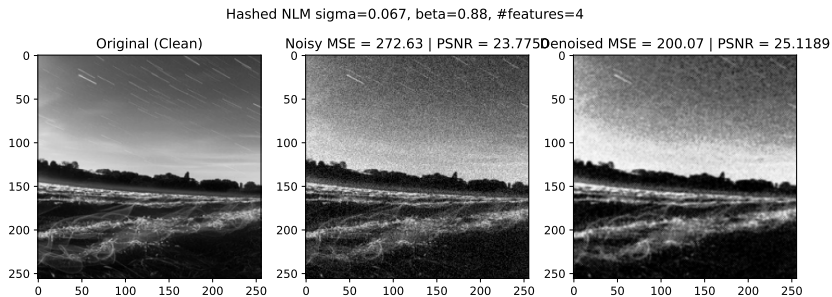 Hashed NLM sigma=0.067, beta=0.88, #features=4
Original (Clean)
Noisy MSE = 272.63 | PSNR = 23.7750
Denoised MSE = 200.07 | PSNR = 25.1189
0
50
100
150
200
250
0 50 100 150 200 250
0
50
100
150
200
250
0 50 100 150 200 250
0
50
100
150
200
250
0 50 100 150 200 250